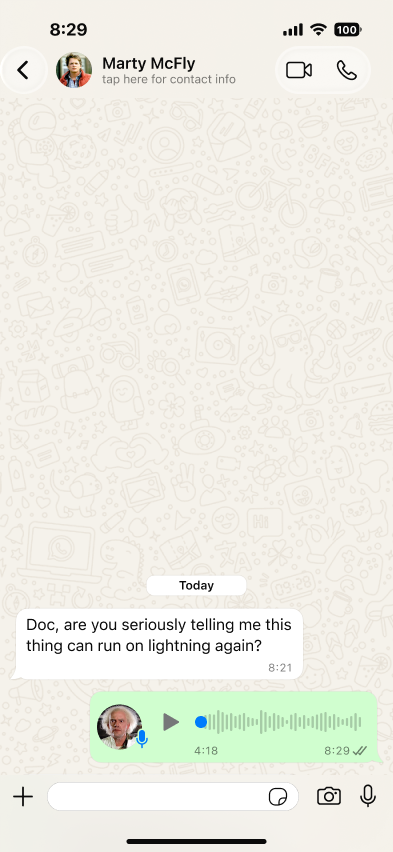 8:29
100
Marty McFly
tap here for contact info
Today
Doc, are you seriously telling me this
thing can run on lightning again?
8:21
4:18
8:29